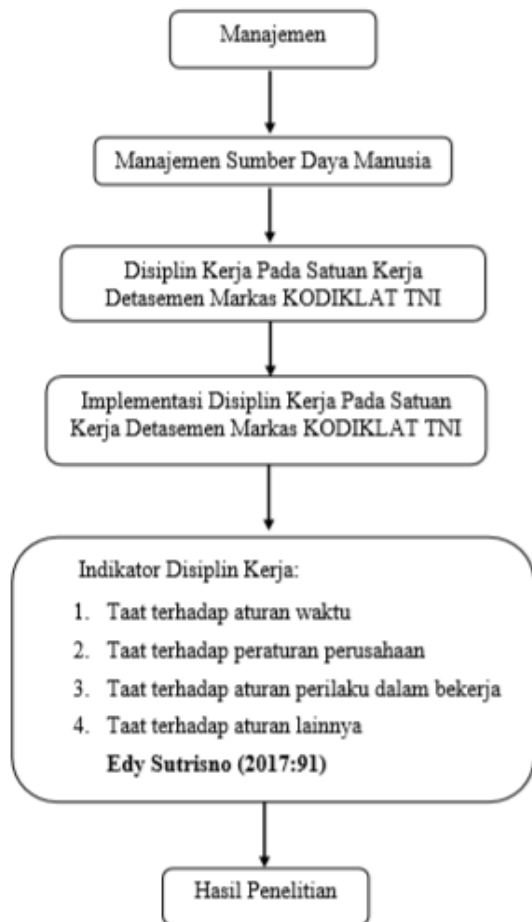 Manajemen
Manajemen Sumber Daya Manusia
Disiplin Kerja Pada Satuan Kerja
Detasemen Markas KODIKLAT TNI
Implementasi Disiplin Kerja Pada Satuan
Kerja Detasemen Markas KODIKLAT TNI
Indikator Disiplin Kerja:
1. Taat terhadap aturan waktu
2. Taat terhadap peraturan perusahaan
3. Taat terhadap aturan perilaku dalam bekerja
4. Taat terhadap aturan lainnya
Edy Sutrisno (2017:91)
Hasil Penelitian